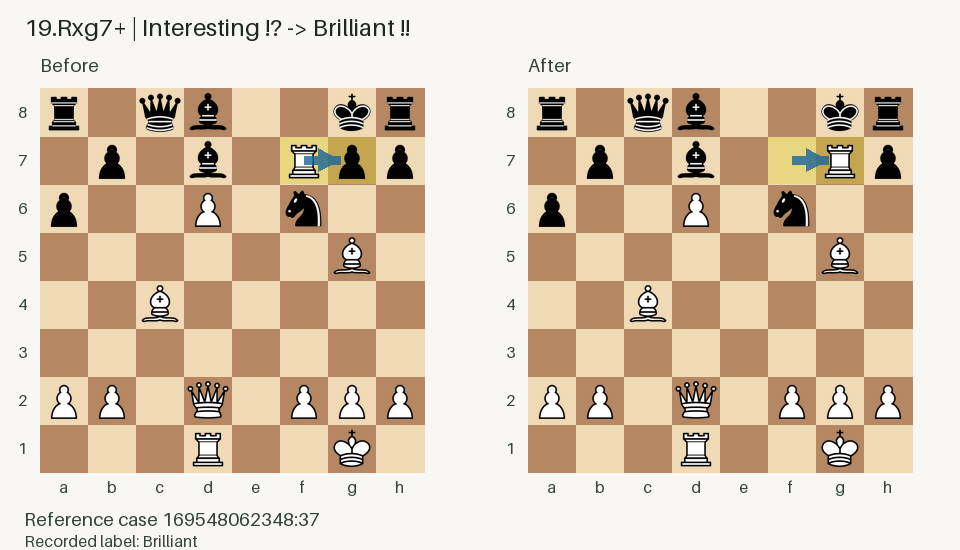 19.Rxg7+ | Interesting !? -> Brilliant !!
Before After
8 8
7 7
6 6
5 5
4 4
3 3
2 2
1 1
a b c d e f g h a b c d e f g h
Reference case 169548062348:37
Recorded label: Brilliant